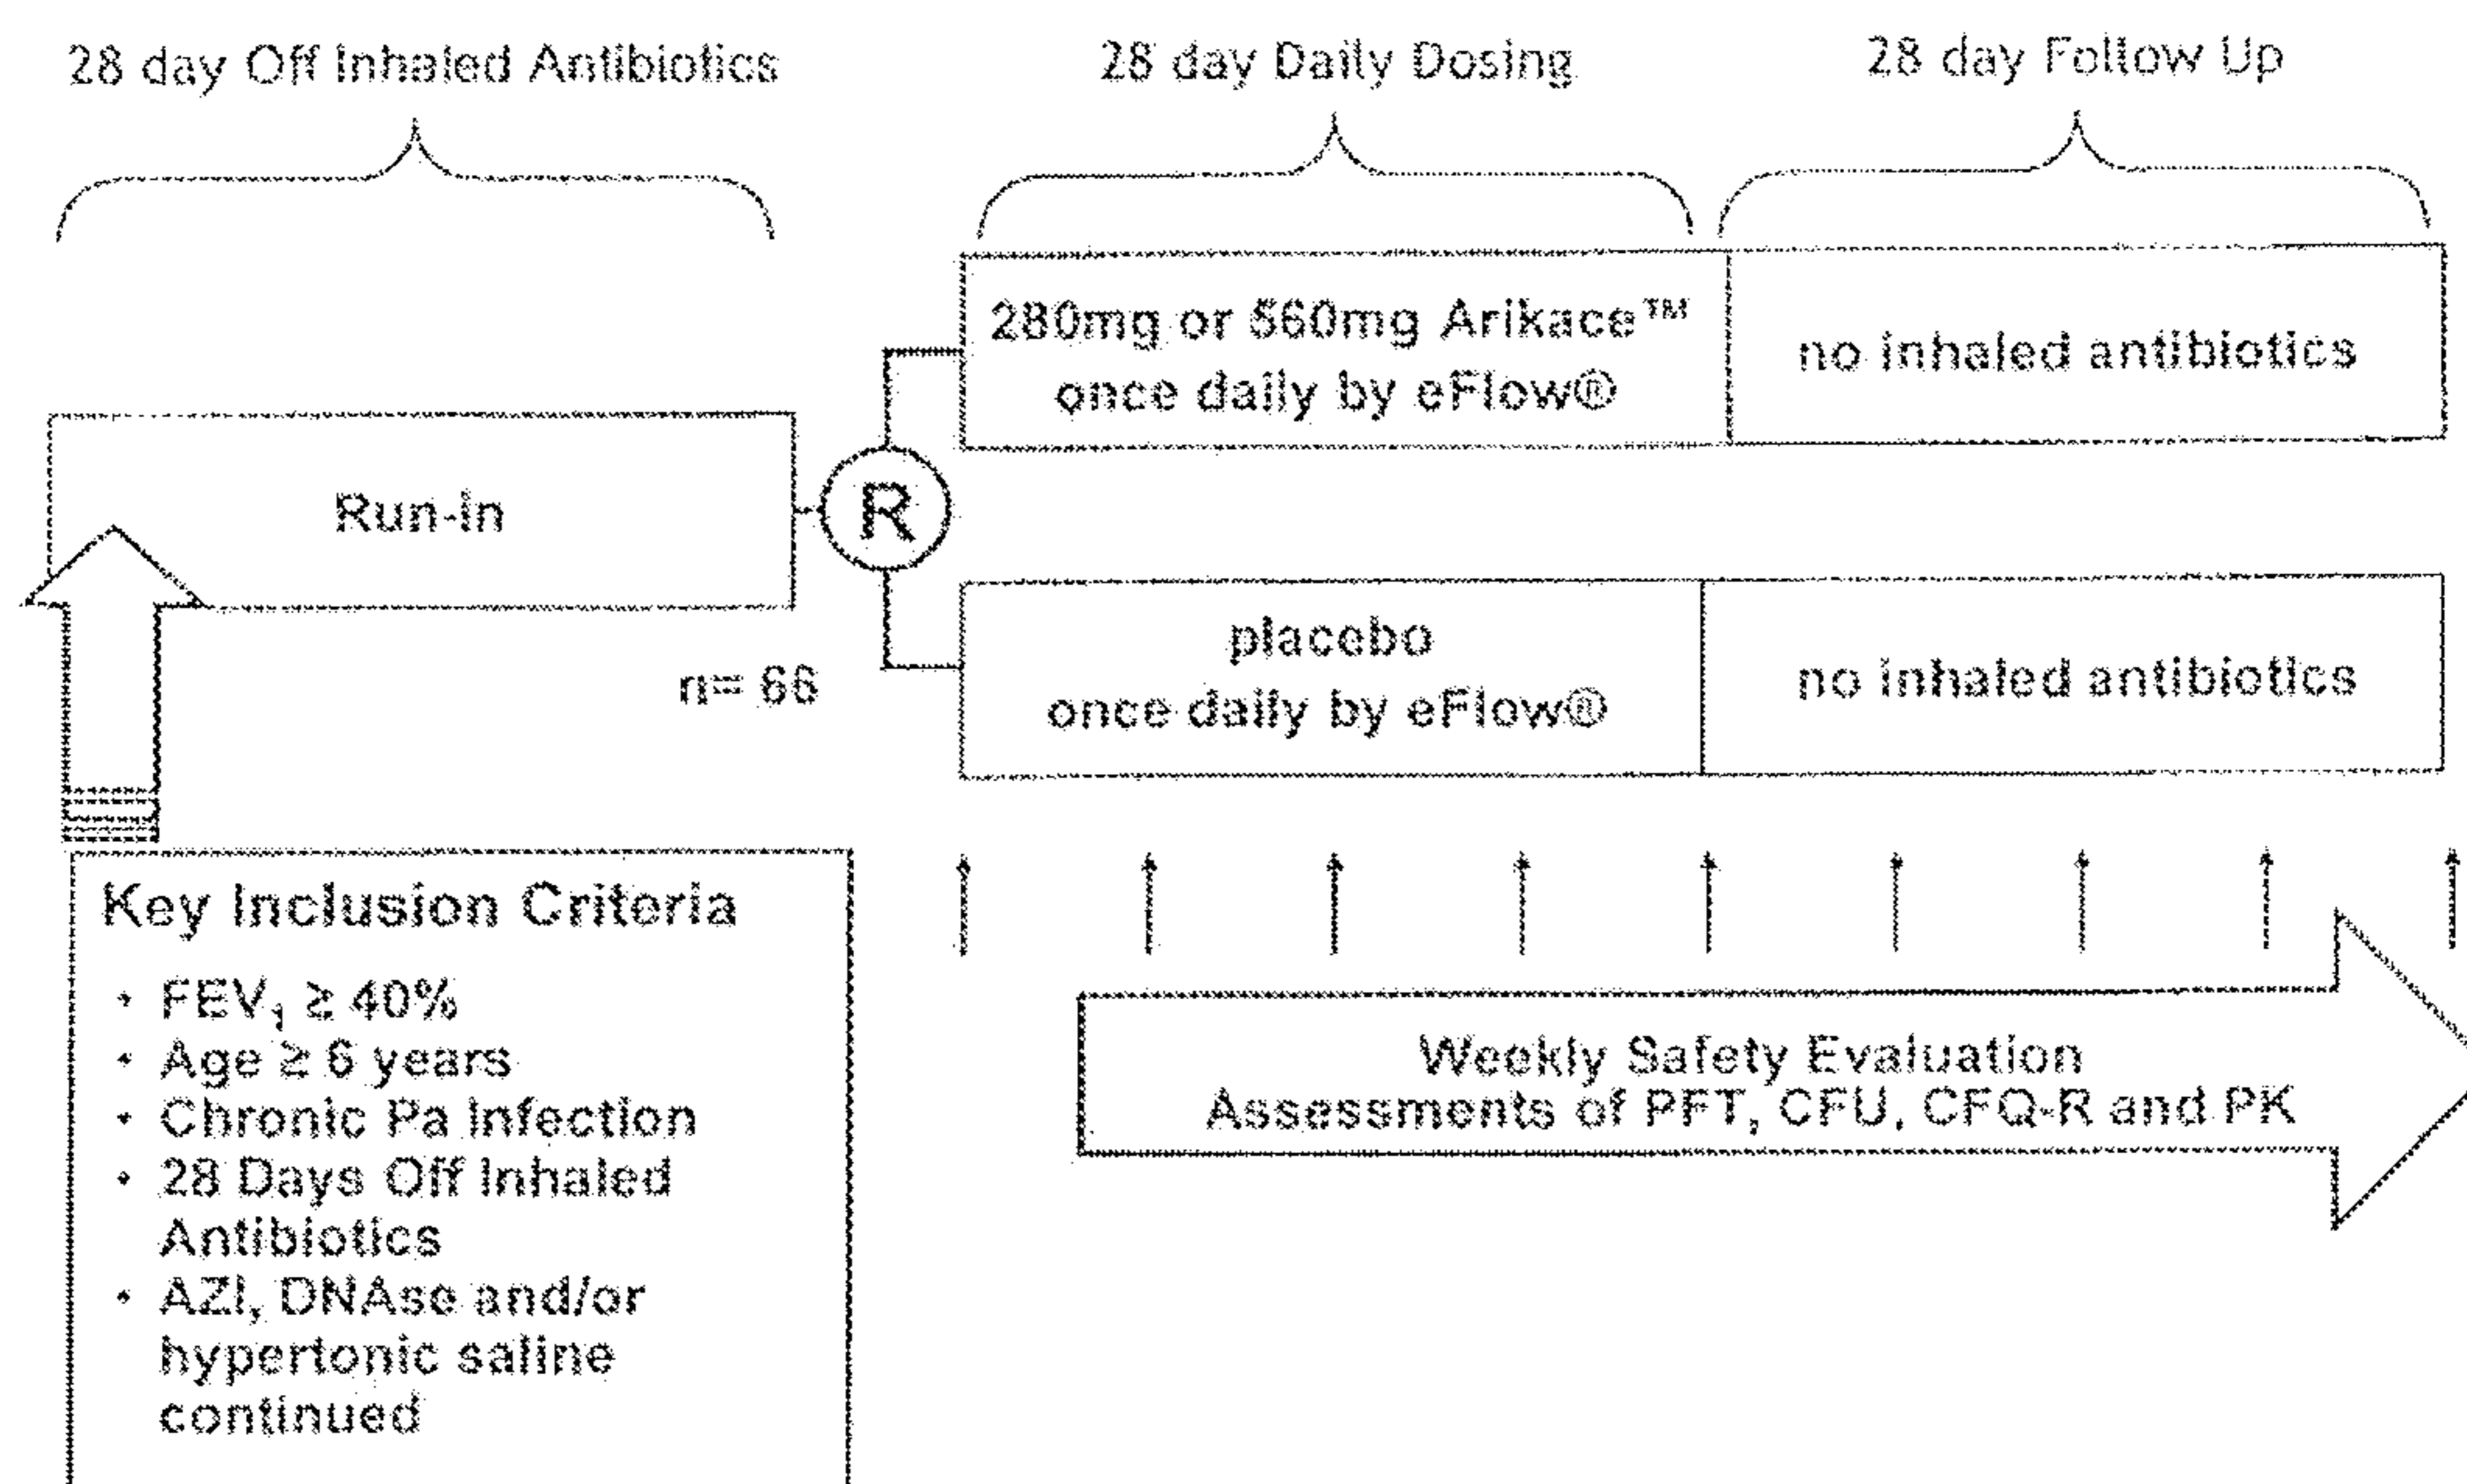 28 day Off Inhaled Antibiotics
28 day Daily Dosing
28 day Follow Up
280mg or 560mg Arikace™
once daily by eFlow®
no inhaled antibiotics
Run-in
R
n= 66
placebo
once daily by eFlow®
no inhaled antibiotics
Key Inclusion Criteria
• FEV₁ ≥ 40%
• Age ≥ 6 years
• Chronic Pa Infection
• 28 Days Off Inhaled
Antibiotics
• AZI, DNAse and/or
hypertonic saline
continued
Weekly Safety Evaluation
Assessments of PFT, CFU, CFQ-R and PK